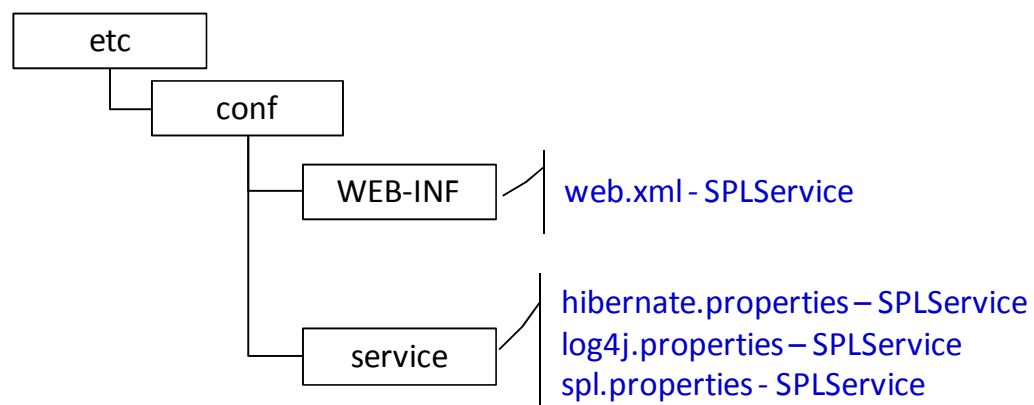 etc
conf
WEB-INF
web.xml - SPLService
hibernate.properties – SPLService
log4j.properties – SPLService
service
spl.properties - SPLService